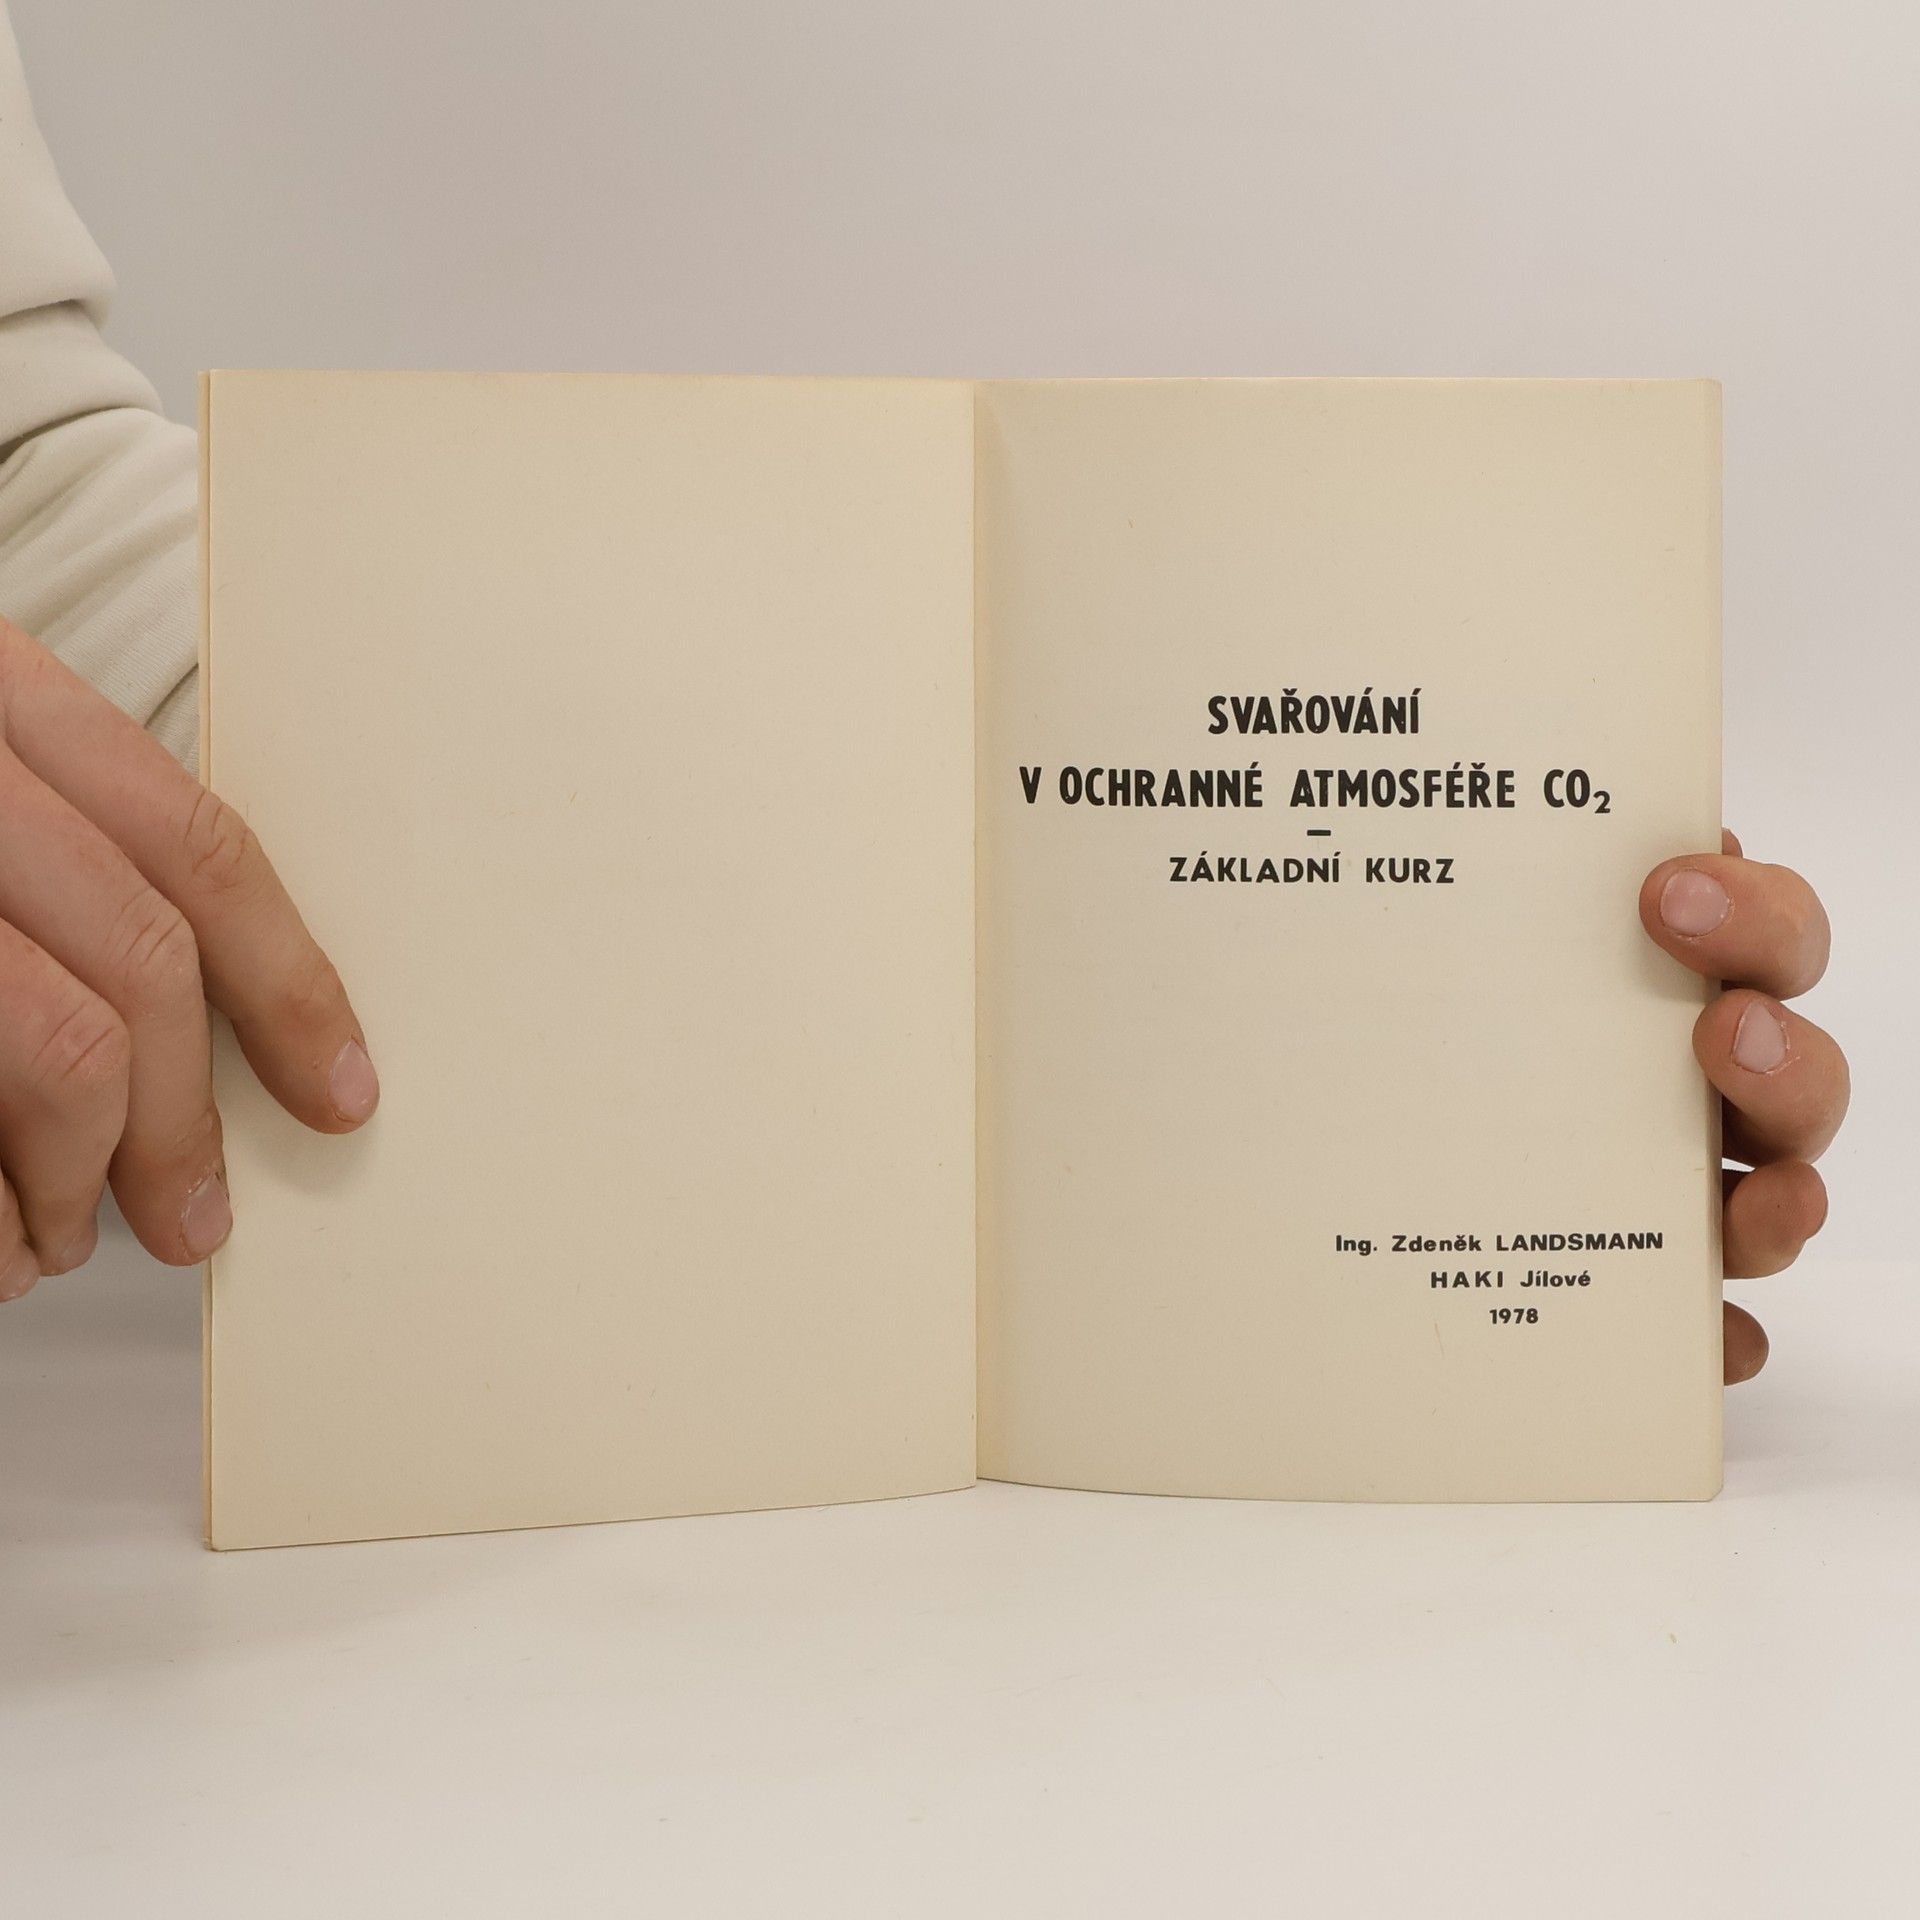 SVAŘOVÁNÍ
V OCHRANNÉ ATMOSFÉŘE CO₂
—
ZÁKLADNÍ KURZ
Ing. Zdeněk LANDSMANN
HAKI Jílové
1978